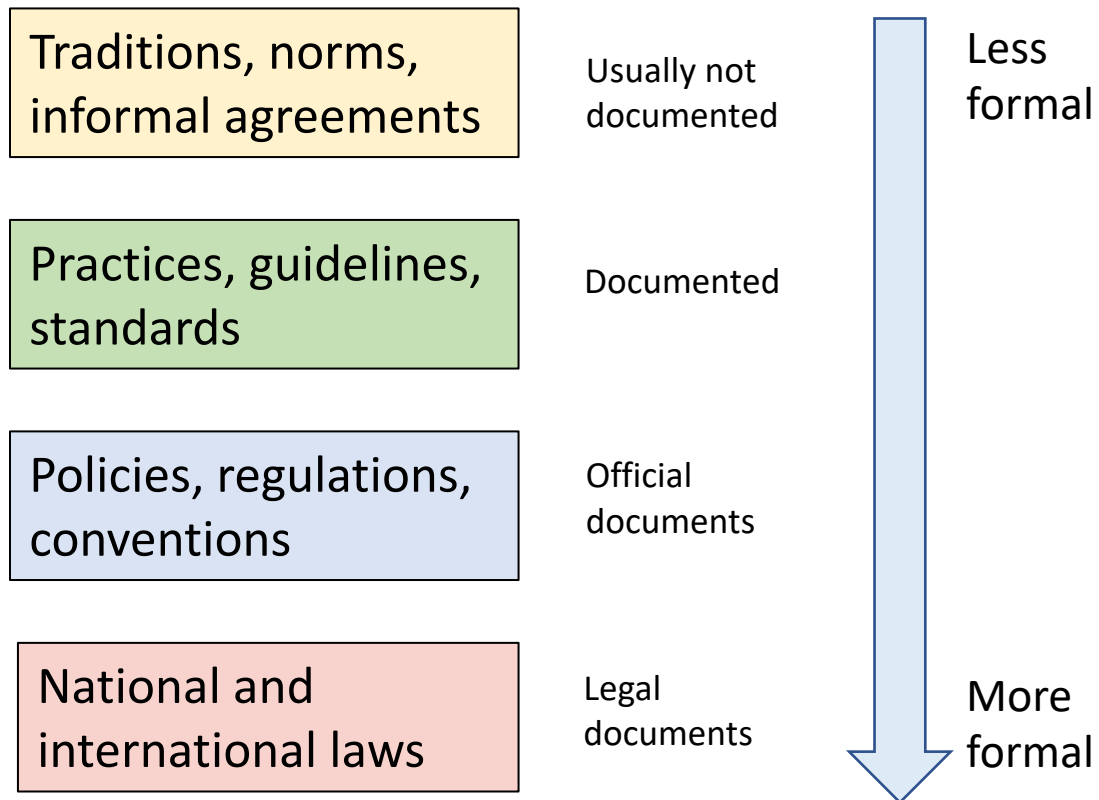 Traditions, norms,
informal agreements
Usually not
documented
Less
formal
Practices, guidelines,
standards
Documented
Policies, regulations,
conventions
Official
documents
National and
international laws
Legal
documents
More
formal